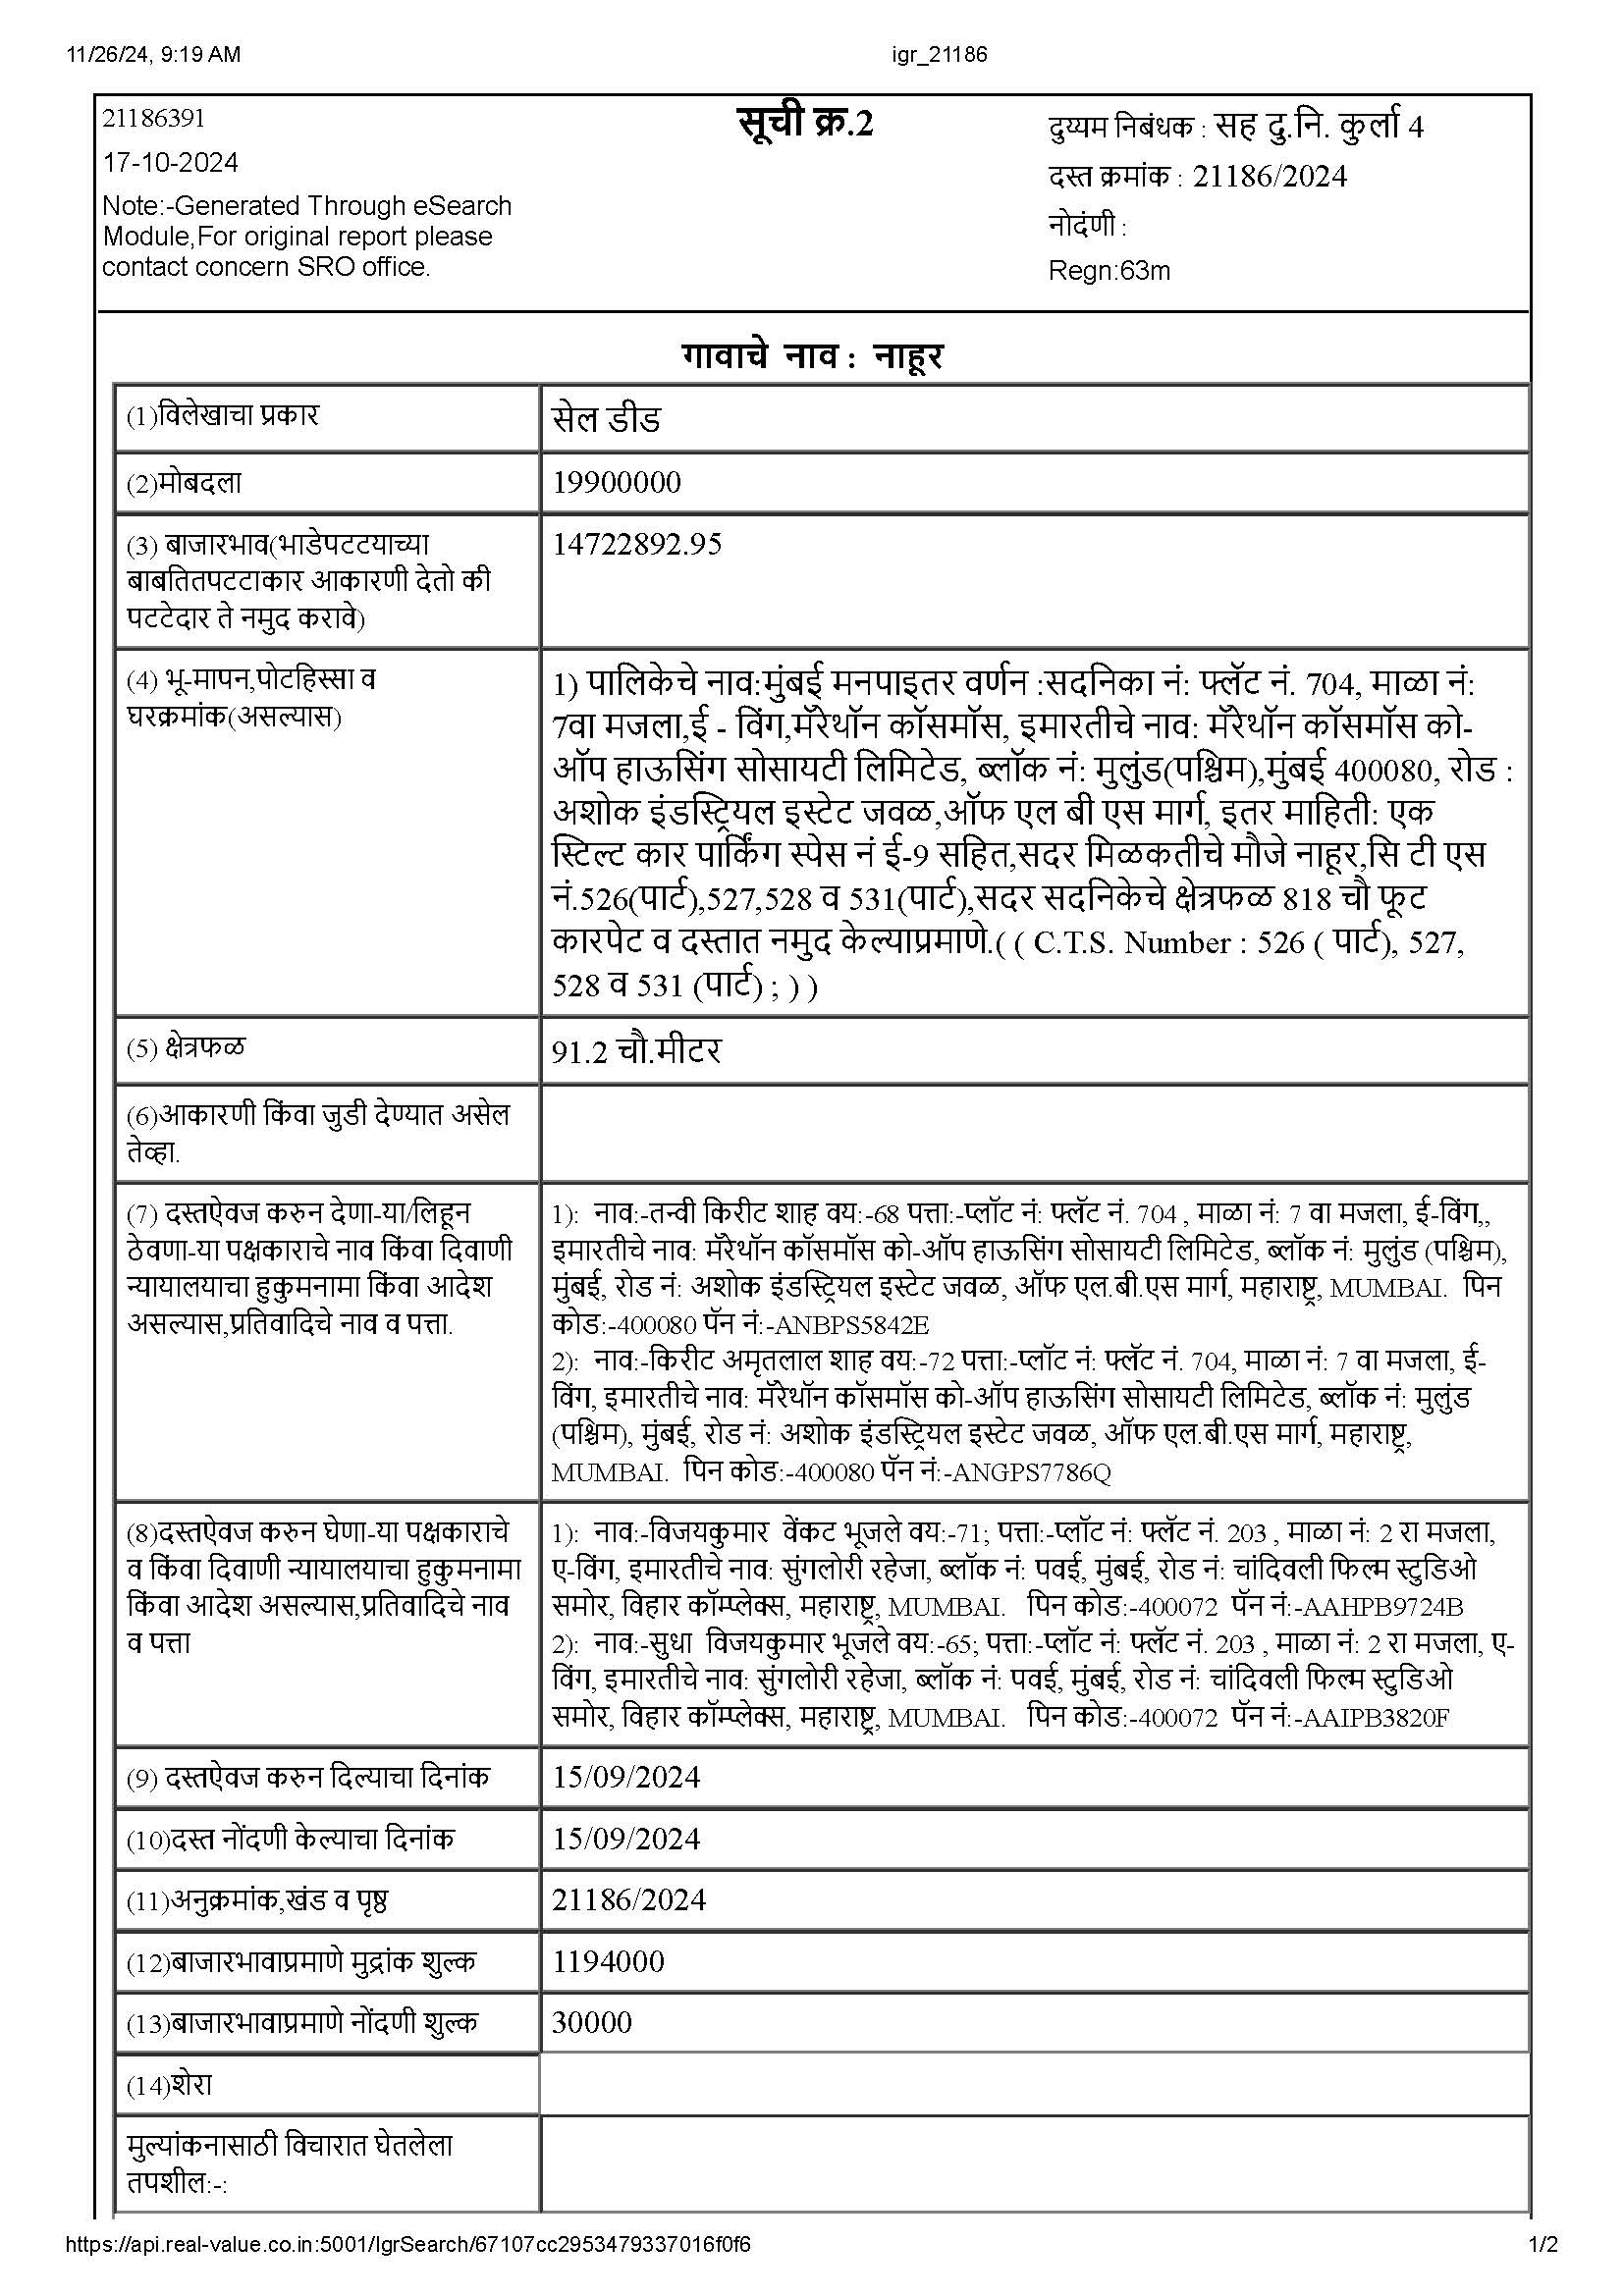 11/26/24, 9:19 AM
igr_21186
21186391
17-10-2024
Note:-Generated Through eSearch
Module,For original report please
contact concern SRO office.
सूची क्र.2
दुय्यम निबंधक : सह दु.नि. कुर्ला 4
दस्त क्रमांक : 21186/2024
नोदंणी :
Regn:63m
गावाचे नाव : नाहूर
(1)विलेखाचा प्रकार
सेल डीड
(2)मोबदला
19900000
(3) बाजारभाव(भाडेपटटयाच्या
बाबतितपटटाकार आकारणी देतो की
पटटेदार ते नमुद करावे)
14722892.95
(4) भू-मापन,पोटहिस्सा व
घरक्रमांक(असल्यास)
1) पालिकेचे नाव:मुंबई मनपाइतर वर्णन :सदनिका नं: फ्लॅट नं. 704, माळा नं:
7वा मजला,ई - विंग,मॅरेथॉन कॉसमॉस, इमारतीचे नाव: मॅरेथॉन कॉसमॉस को-
ऑप हाऊसिंग सोसायटी लिमिटेड, ब्लॉक नं: मुलुंड(पश्चिम),मुंबई 400080, रोड :
अशोक इंडस्ट्रियल इस्टेट जवळ,ऑफ एल बी एस मार्ग, इतर माहिती: एक
स्टिल्ट कार पार्किंग स्पेस नं ई-9 सहित,सदर मिळकतीचे मौजे नाहूर,सि टी एस
नं.526(पार्ट),527,528 व 531(पार्ट),सदर सदनिकेचे क्षेत्रफळ 818 चौ फूट
कारपेट व दस्तात नमुद केल्याप्रमाणे.( ( C.T.S. Number : 526 ( पार्ट), 527,
528 व 531 (पार्ट) ; ) )
(5) क्षेत्रफळ
91.2 चौ.मीटर
(6)आकारणी किंवा जुडी देण्यात असेल
तेव्हा.
(7) दस्तऐवज करुन देणा-या/लिहून
ठेवणा-या पक्षकाराचे नाव किंवा दिवाणी
न्यायालयाचा हुकुमनामा किंवा आदेश
असल्यास,प्रतिवादिचे नाव व पत्ता.
1): नाव:-तन्वी किरीट शाह वय:-68 पत्ता:-प्लॉट नं: फ्लॅट नं. 704 , माळा नं: 7 वा मजला, ई-विंग,,
इमारतीचे नाव: मॅरेथॉन कॉसमॉस को-ऑप हाऊसिंग सोसायटी लिमिटेड, ब्लॉक नं: मुलुंड (पश्चिम),
मुंबई, रोड नं: अशोक इंडस्ट्रियल इस्टेट जवळ, ऑफ एल.बी.एस मार्ग, महाराष्ट्र, MUMBAI. पिन
कोड:-400080 पॅन नं:-ANBPS5842E
2): नाव:-किरीट अमृतलाल शाह वय:-72 पत्ता:-प्लॉट नं: फ्लॅट नं. 704, माळा नं: 7 वा मजला, ई-
विंग, इमारतीचे नाव: मॅरेथॉन कॉसमॉस को-ऑप हाऊसिंग सोसायटी लिमिटेड, ब्लॉक नं: मुलुंड
(पश्चिम), मुंबई, रोड नं: अशोक इंडस्ट्रियल इस्टेट जवळ, ऑफ एल.बी.एस मार्ग, महाराष्ट्र,
MUMBAI. पिन कोड:-400080 पॅन नं:-ANGPS7786Q
(8)दस्तऐवज करुन घेणा-या पक्षकाराचे
व किंवा दिवाणी न्यायालयाचा हुकुमनामा
किंवा आदेश असल्यास,प्रतिवादिचे नाव
व पत्ता
1): नाव:-विजयकुमार वेंकट भूजले वय:-71; पत्ता:-प्लॉट नं: फ्लॅट नं. 203 , माळा नं: 2 रा मजला,
ए-विंग, इमारतीचे नाव: सुंगलोरी रहेजा, ब्लॉक नं: पवई, मुंबई, रोड नं: चांदिवली फिल्म स्टुडिओ
समोर, विहार कॉम्प्लेक्स, महाराष्ट्र, MUMBAI. पिन कोड:-400072 पॅन नं:-AAHPB9724B
2): नाव:-सुधा विजयकुमार भूजले वय:-65; पत्ता:-प्लॉट नं: फ्लॅट नं. 203 , माळा नं: 2 रा मजला, ए-
विंग, इमारतीचे नाव: सुंगलोरी रहेजा, ब्लॉक नं: पवई, मुंबई, रोड नं: चांदिवली फिल्म स्टुडिओ
समोर, विहार कॉम्प्लेक्स, महाराष्ट्र, MUMBAI. पिन कोड:-400072 पॅन नं:-AAIPB3820F
(9) दस्तऐवज करुन दिल्याचा दिनांक
15/09/2024
(10)दस्त नोंदणी केल्याचा दिनांक
15/09/2024
(11)अनुक्रमांक,खंड व पृष्ठ
21186/2024
(12)बाजारभावाप्रमाणे मुद्रांक शुल्क
1194000
(13)बाजारभावाप्रमाणे नोंदणी शुल्क
30000
(14)शेरा
मुल्यांकनासाठी विचारात घेतलेला
तपशील:-:
https://api.real-value.co.in:5001/IgrSearch/67107cc2953479337016f0f6
1/2